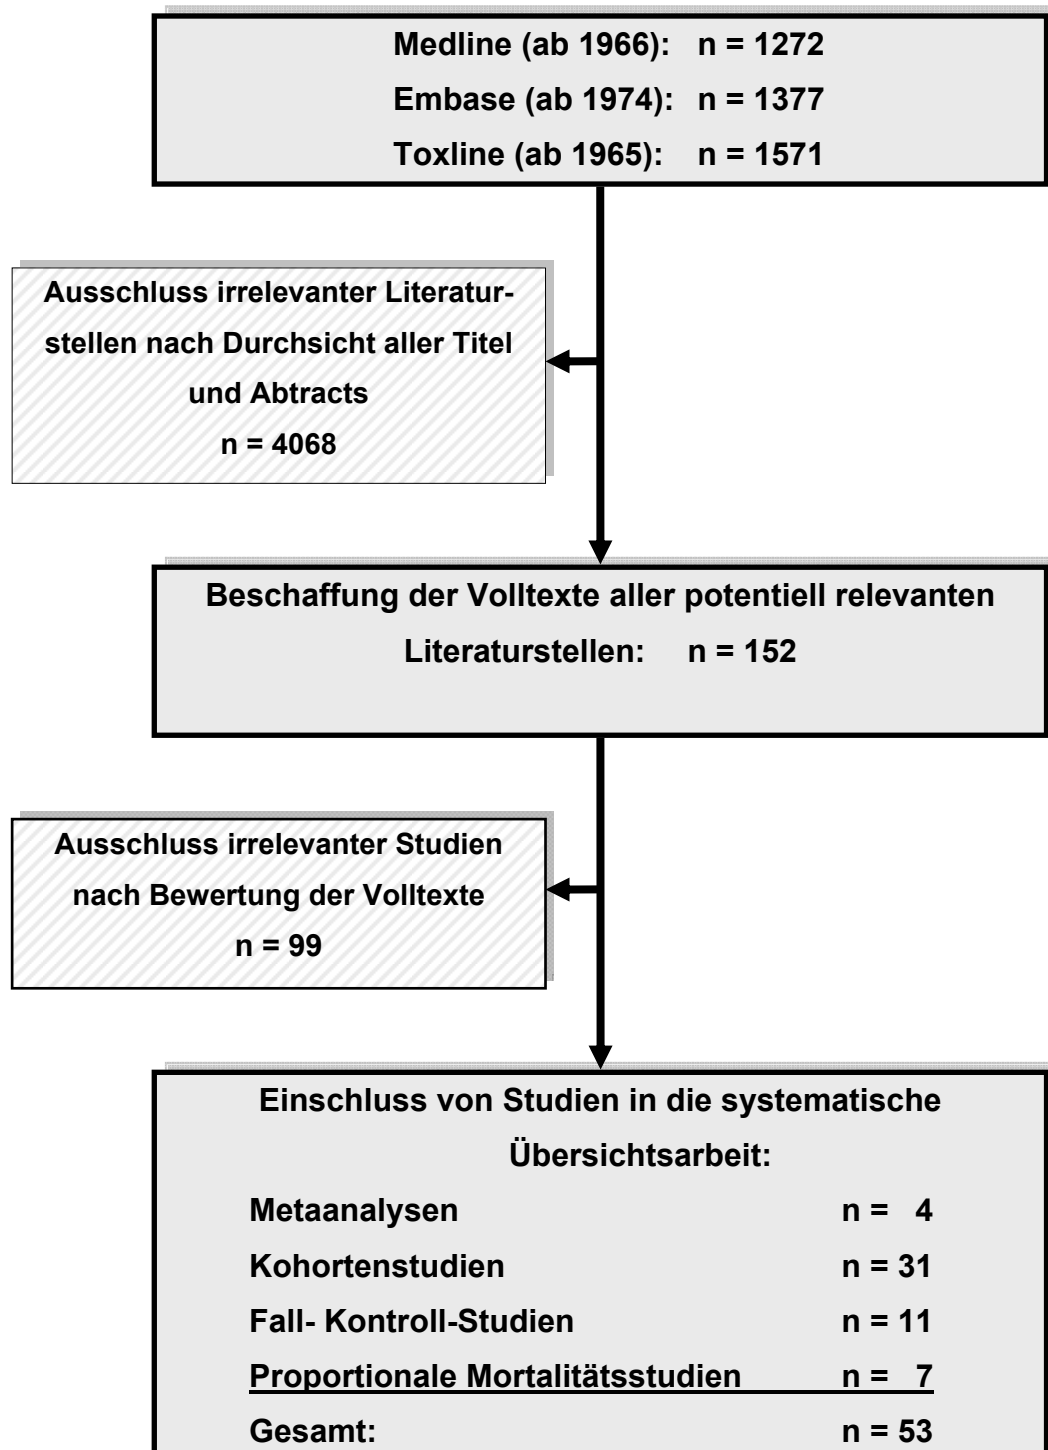 Medline (ab 1966): n = 1272
Embase (ab 1974): n = 1377
Toxline (ab 1965): n = 1571
Ausschluss irrelevanter Literatur-
stellen nach Durchsicht aller Titel
und Abtracts
n = 4068
Beschaffung der Volltexte aller potentiell relevanten
Literaturstellen: n = 152
Ausschluss irrelevanter Studien
nach Bewertung der Volltexte
n = 99
Einschluss von Studien in die systematische
Übersichtsarbeit:
Metaanalysen n = 4
Kohortenstudien n = 31
Fall- Kontroll-Studien n = 11
Proportionale Mortalitätsstudien n = 7
Gesamt: n = 53